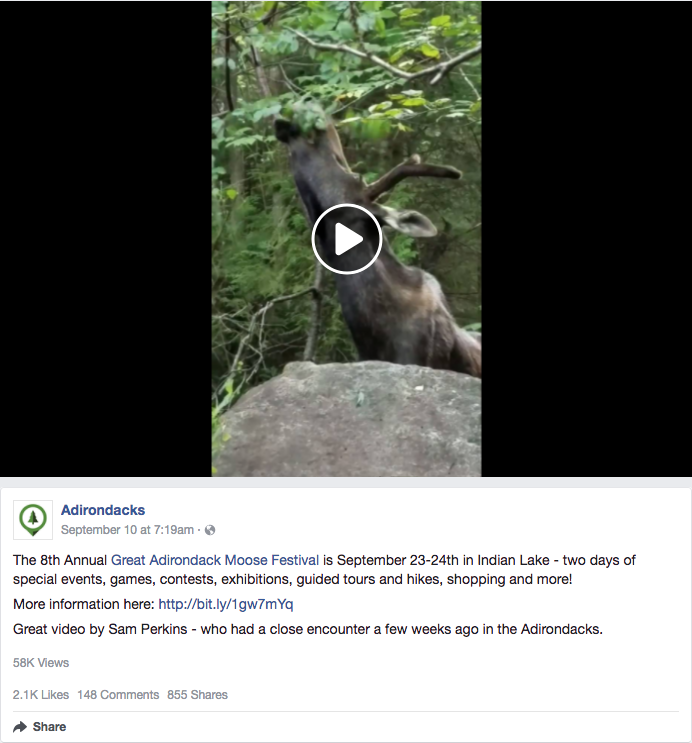 Adirondacks
September 10 at 7:19am ·
The 8th Annual Great Adirondack Moose Festival is September 23-24th in Indian Lake - two days of
special events, games, contests, exhibitions, guided tours and hikes, shopping and more!
More information here: http://bit.ly/1gw7mYq
Great video by Sam Perkins - who had a close encounter a few weeks ago in the Adirondacks.
58K Views
2.1K Likes 148 Comments 855 Shares
Share